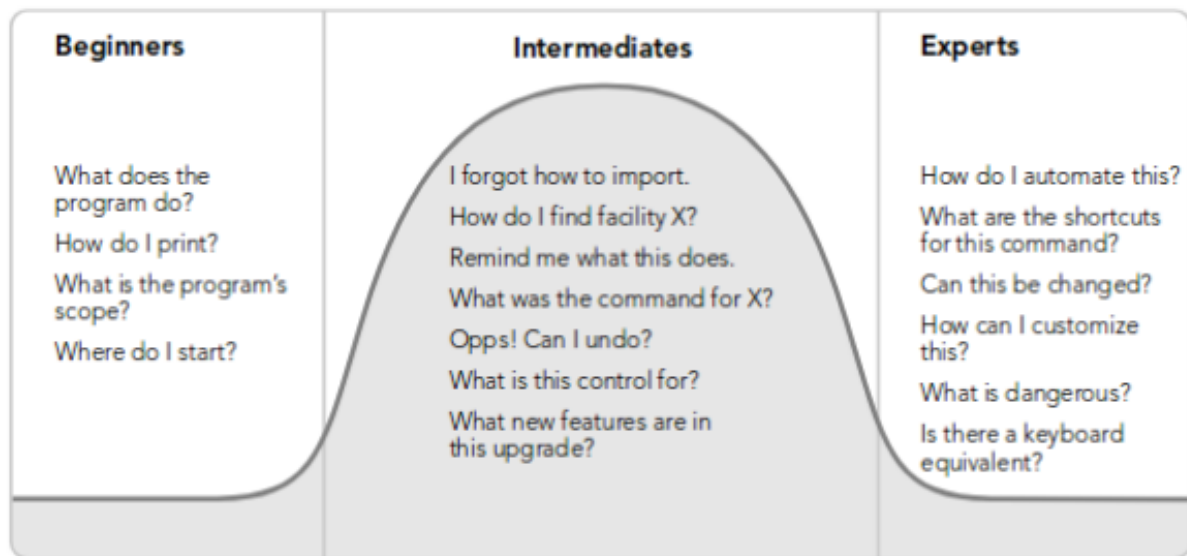 Beginners
Intermediates
Experts
What does the
program do?
How do I print?
What is the program's
scope?
Where do I start?
I forgot how to import.
How do I find facility X?
Remind me what this does.
What was the command for X?
Opps! Can I undo?
What is this control for?
What new features are in
this upgrade?
How do I automate this?
What are the shortcuts
for this command?
Can this be changed?
How can I customize
this?
What is dangerous?
Is there a keyboard
equivalent?